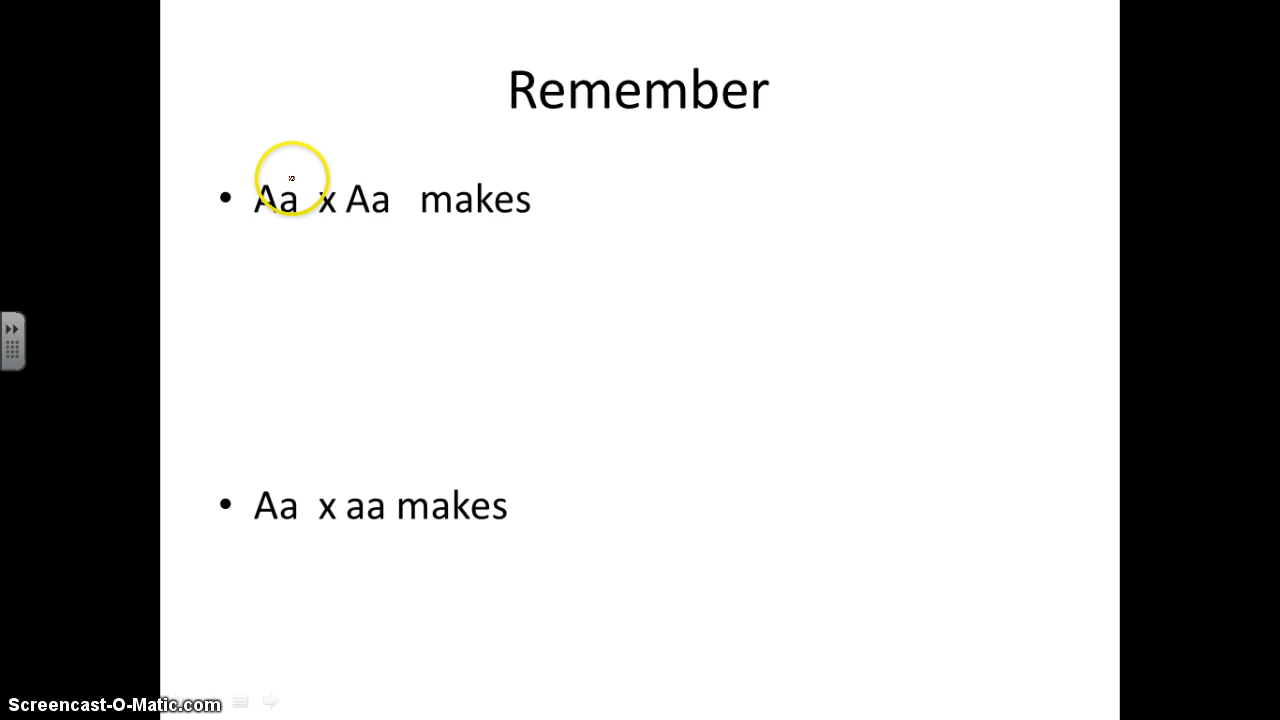 Remember
• Aa x Aa makes
• Aa x aa makes
Screencast-O-Matic.com